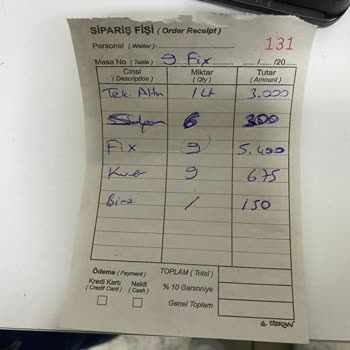 SİPARİŞ FİŞİ ( Order Receipt )
131
Personel ( Waiter ) :
Masa No ( Table ) : 9 Fix / /20
Cinsi ( Description ) Miktar ( Qty ) Tutar ( Amount )
Tek. Altın 14 3.000
6 300
Fix 9 5.400
Kuver 9 675
Bira 1 150
Ödeme ( Payment ) TOPLAM ( Total )
Kredi Kartı ( Credit Card ) Nakit ( Cash )
% 10 Garsoniye
Genel Toplam
özkan